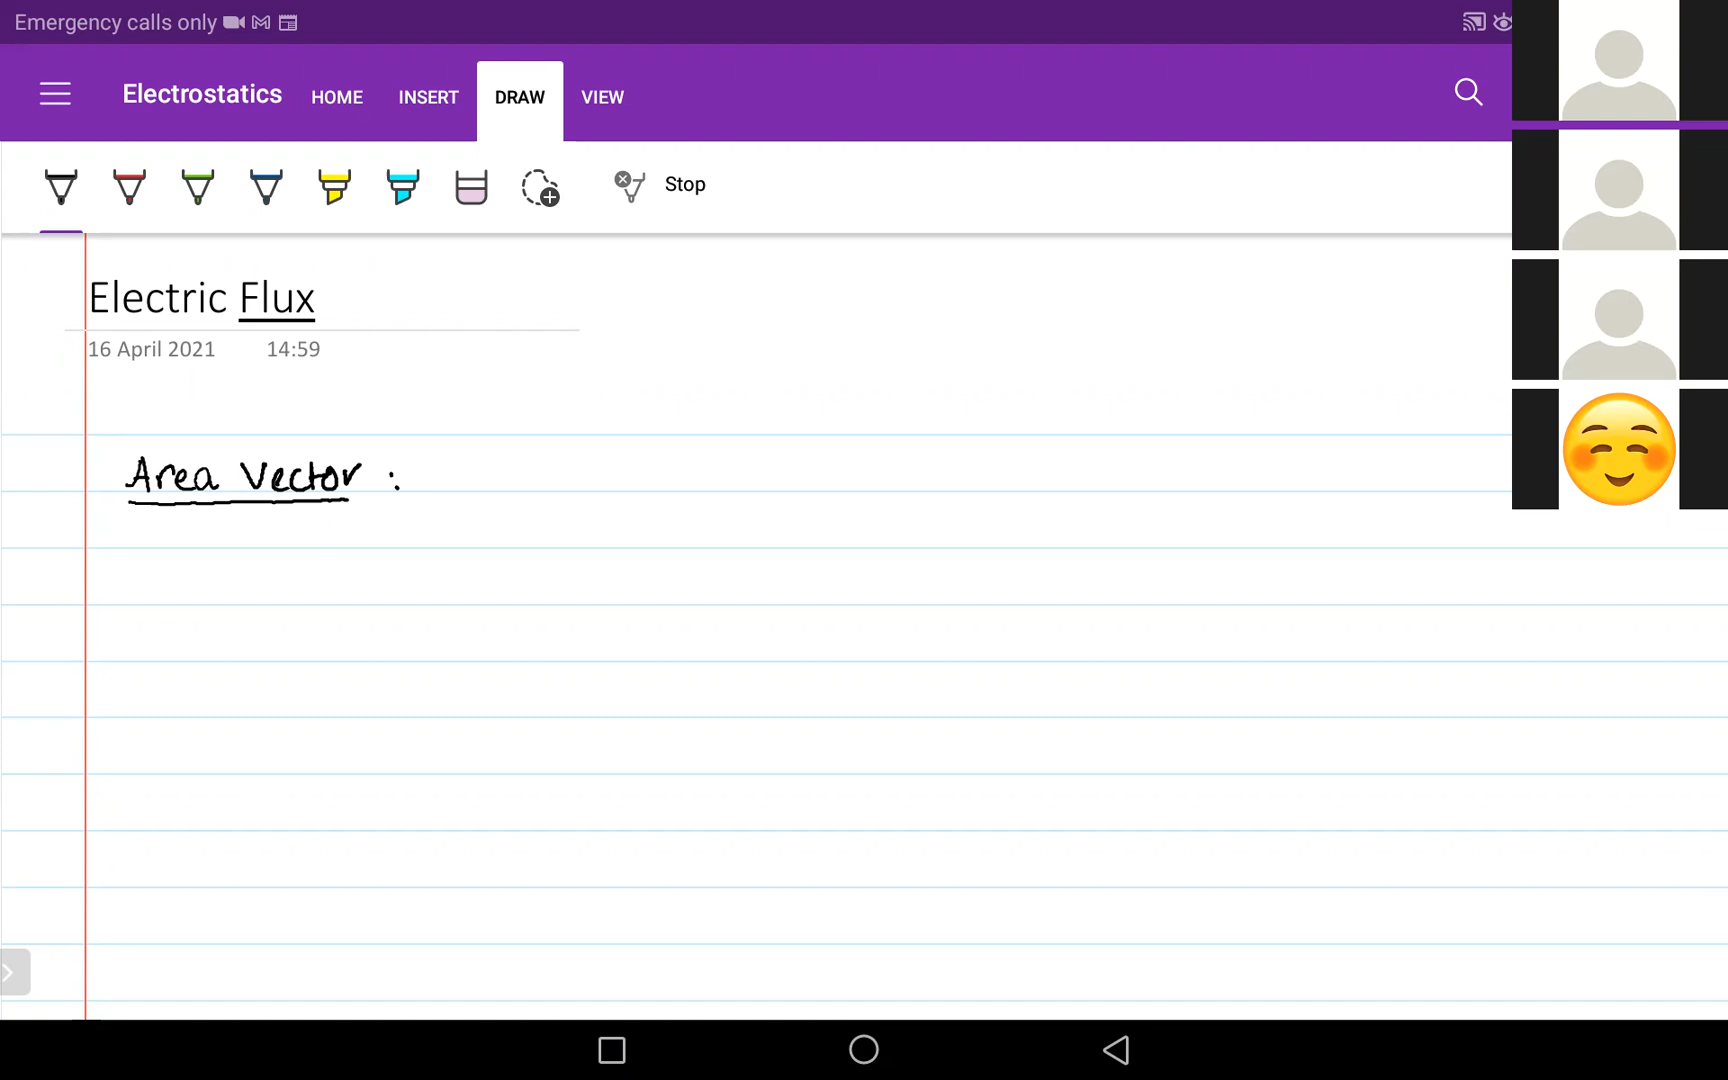 Emergency calls only
Electrostatics HOME INSERT DRAW VIEW
Stop
Electric Flux
16 April 2021 14:59
Area Vector :